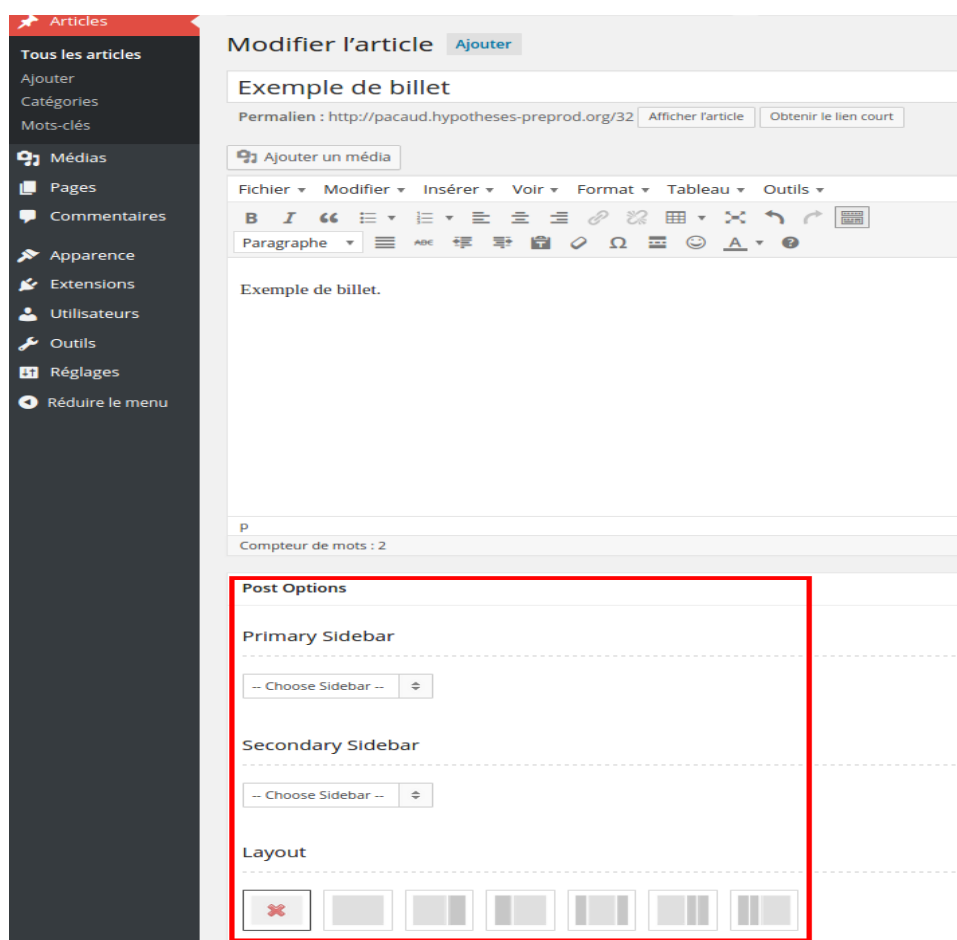 Articles
Tous les articles
Ajouter
Catégories
Mots-clés
Médias
Pages
Commentaires
Apparence
Extensions
Utilisateurs
Outils
Réglages
Réduire le menu
Modifier l’article Ajouter
Exemple de billet
Permalien : http://pacaud.hypotheses-preprod.org/32 Afficher l’article Obtenir le lien court
Ajouter un média
Fichier Modifier Insérer Voir Format Tableau Outils
B I
Paragraphe ABC Ω A
Exemple de billet.
p
Compteur de mots : 2
Post Options
Primary Sidebar
-- Choose Sidebar --
Secondary Sidebar
-- Choose Sidebar --
Layout